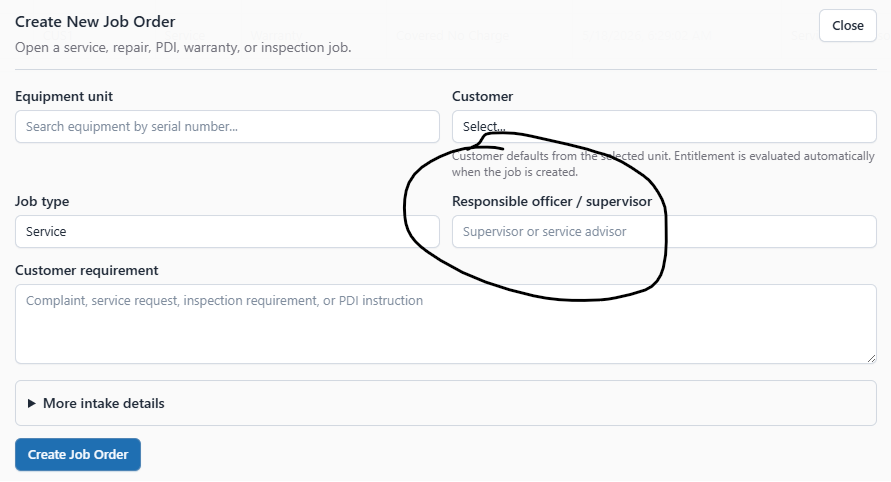 Create New Job Order
Close
Open a service, repair, PDI, warranty, or inspection job.
Equipment unit
Search equipment by serial number...
Customer
Select...
Customer defaults from the selected unit. Entitlement is evaluated automatically
when the job is created.
Job type
Service
Responsible officer / supervisor
Supervisor or service advisor
Customer requirement
Complaint, service request, inspection requirement, or PDI instruction
More intake details
Create Job Order